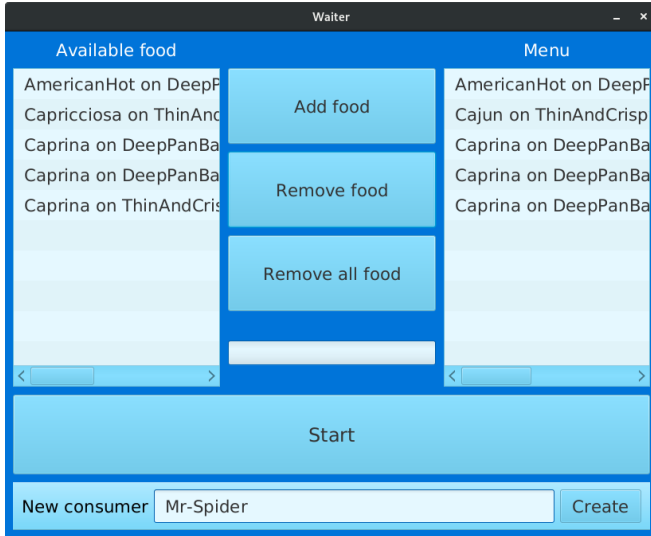 Waiter
Available food
Menu
AmericanHot on DeepP
Capricciosa on ThinAnd
Caprina on DeepPanBa
Caprina on DeepPanBa
Caprina on ThinAndCris
Add food
Remove food
Remove all food
AmericanHot on DeepP
Cajun on ThinAndCrisp
Caprina on DeepPanBa
Caprina on DeepPanBa
Caprina on DeepPanBa
Start
New consumer
Mr-Spider
Create